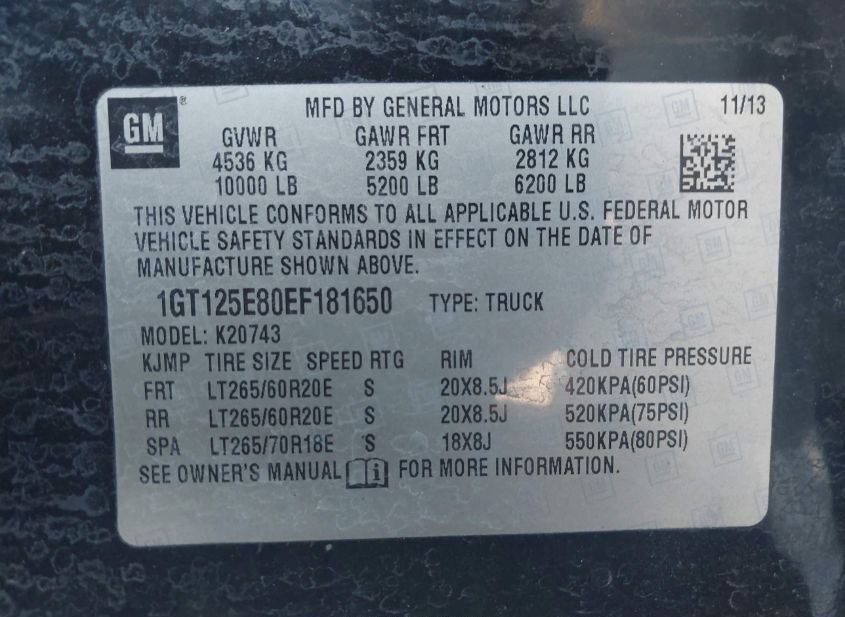 GM ® MFD BY GENERAL MOTORS LLC 11/13
GVWR GAWR FRT GAWR RR
4536 KG 2359 KG 2812 KG
10000 LB 5200 LB 6200 LB
THIS VEHICLE CONFORMS TO ALL APPLICABLE U.S. FEDERAL MOTOR
VEHICLE SAFETY STANDARDS IN EFFECT ON THE DATE OF
MANUFACTURE SHOWN ABOVE.
1GT125E80EF181650 TYPE: TRUCK
MODEL: K20743
KJMP TIRE SIZE SPEED RTG RIM COLD TIRE PRESSURE
FRT LT265/60R20E S 20X8.5J 420KPA(60PSI)
RR LT265/60R20E S 20X8.5J 520KPA(75PSI)
SPA LT265/70R18E S 18X8J 550KPA(80PSI)
SEE OWNER'S MANUAL i FOR MORE INFORMATION.